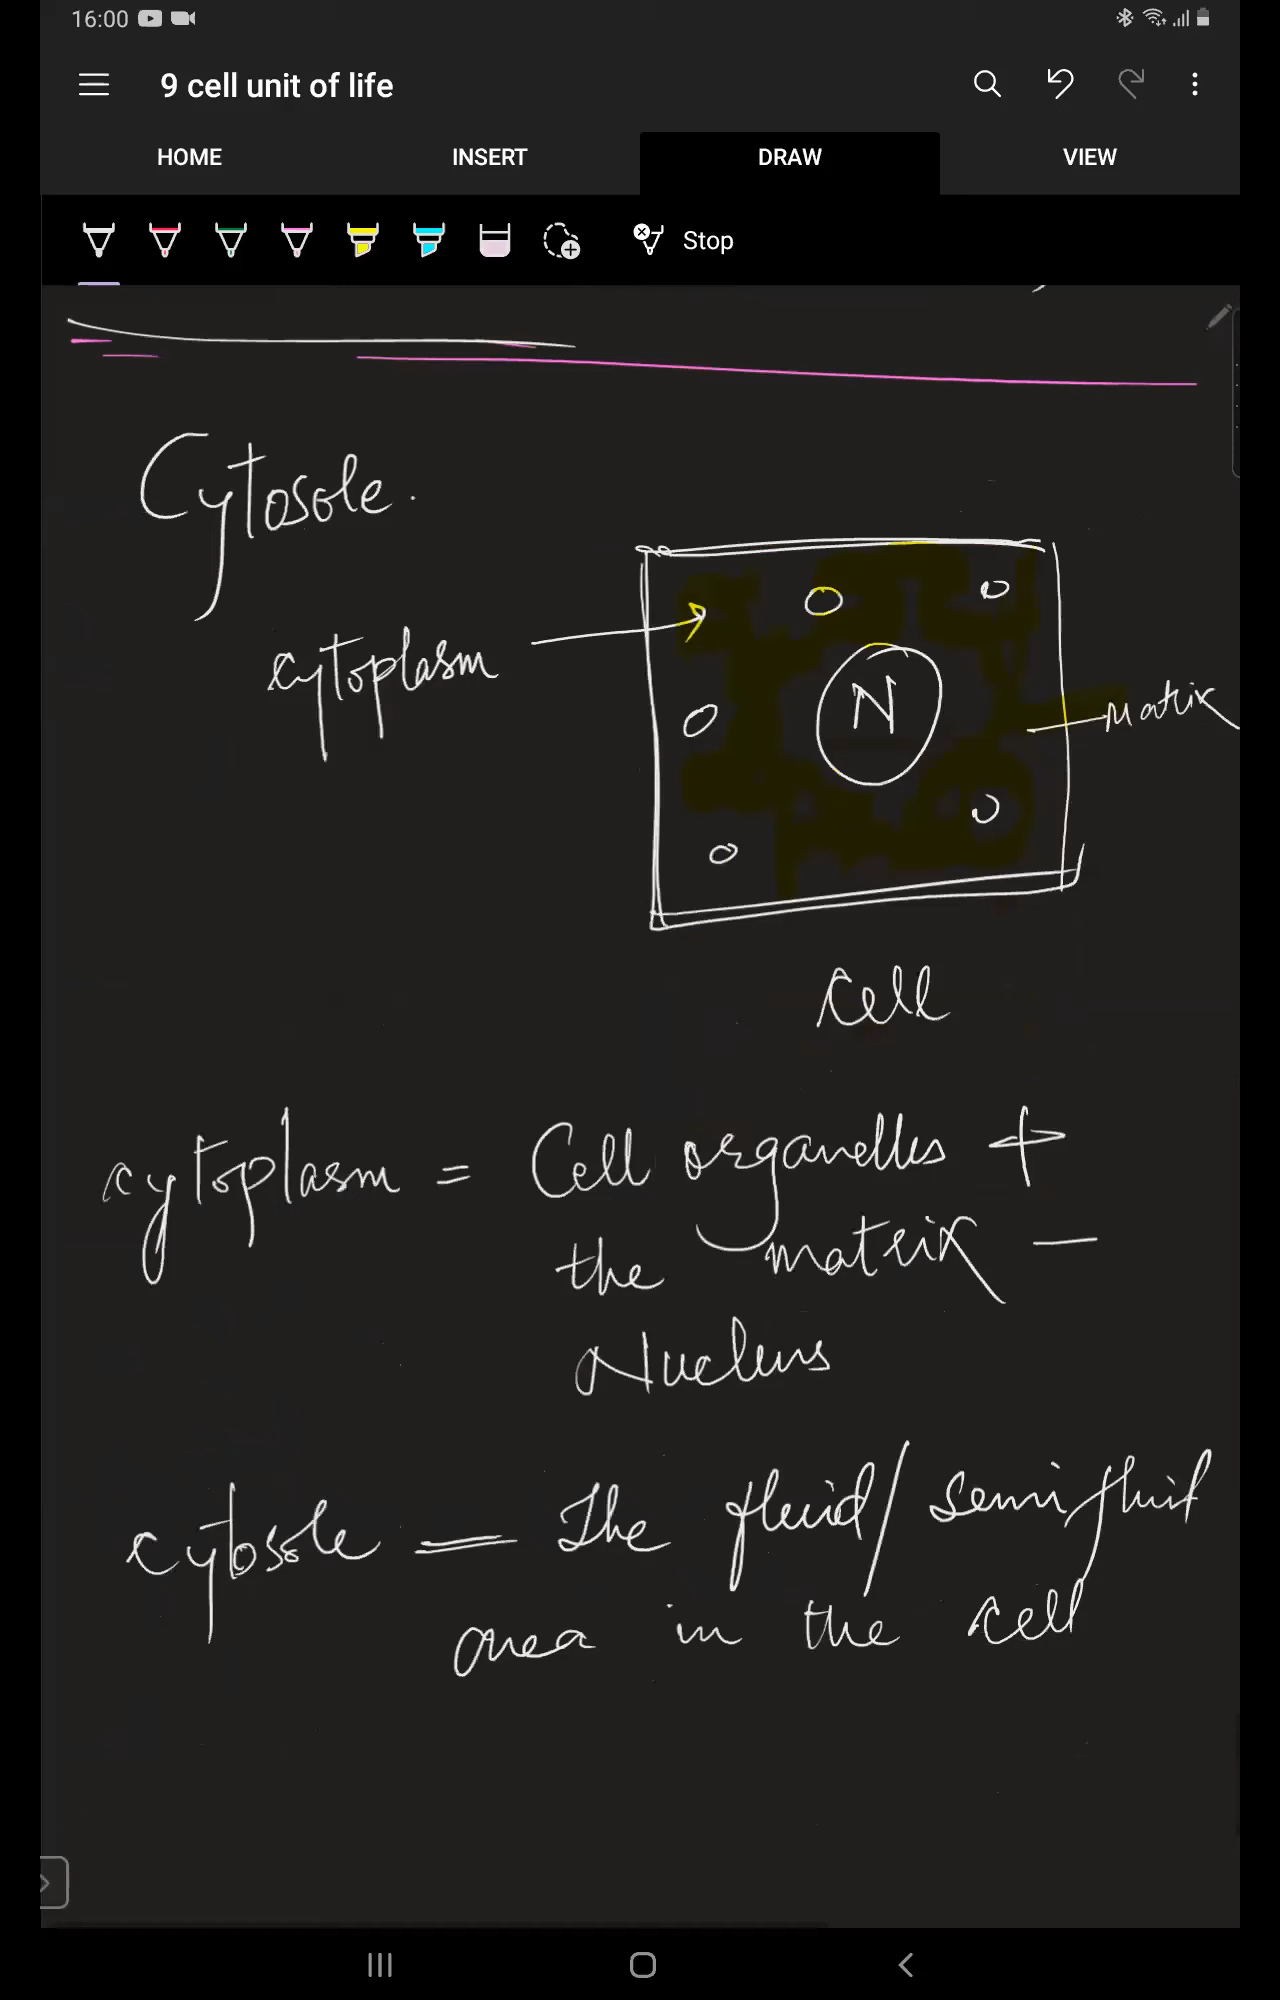 16:00
9 cell unit of life
HOME INSERT DRAW VIEW
Stop
Cytosole.
cytoplasm
N
Matrix
Cell
cytoplasm = Cell organelles +
the matrix -
Nucleus
cytosole = The fluid/semifluid
area in the cell